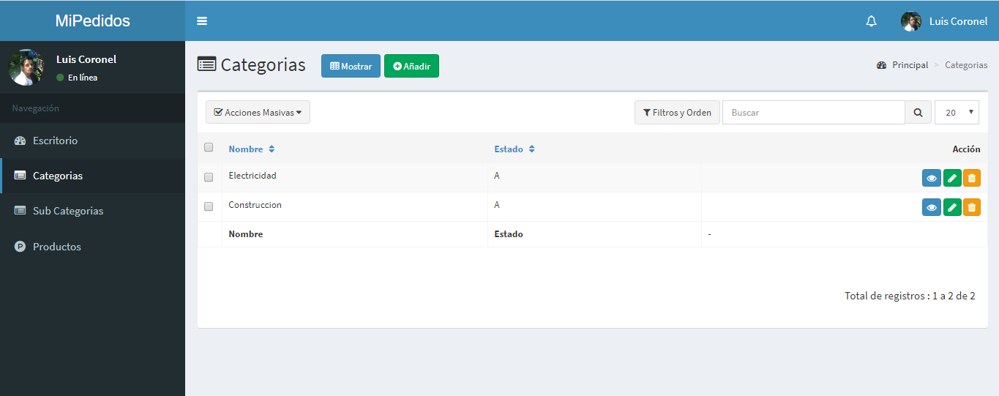 MiPedidos
Luis Coronel
Luis Coronel
En línea
Navegación
Escritorio
Categorias
Sub Categorias
P Productos
Categorias Mostrar Añadir
Principal > Categorias
Acciones Masivas Filtros y Orden Buscar 20
Nombre Estado Acción
Electricidad A
Construccion A
Nombre Estado -
Total de registros : 1 a 2 de 2